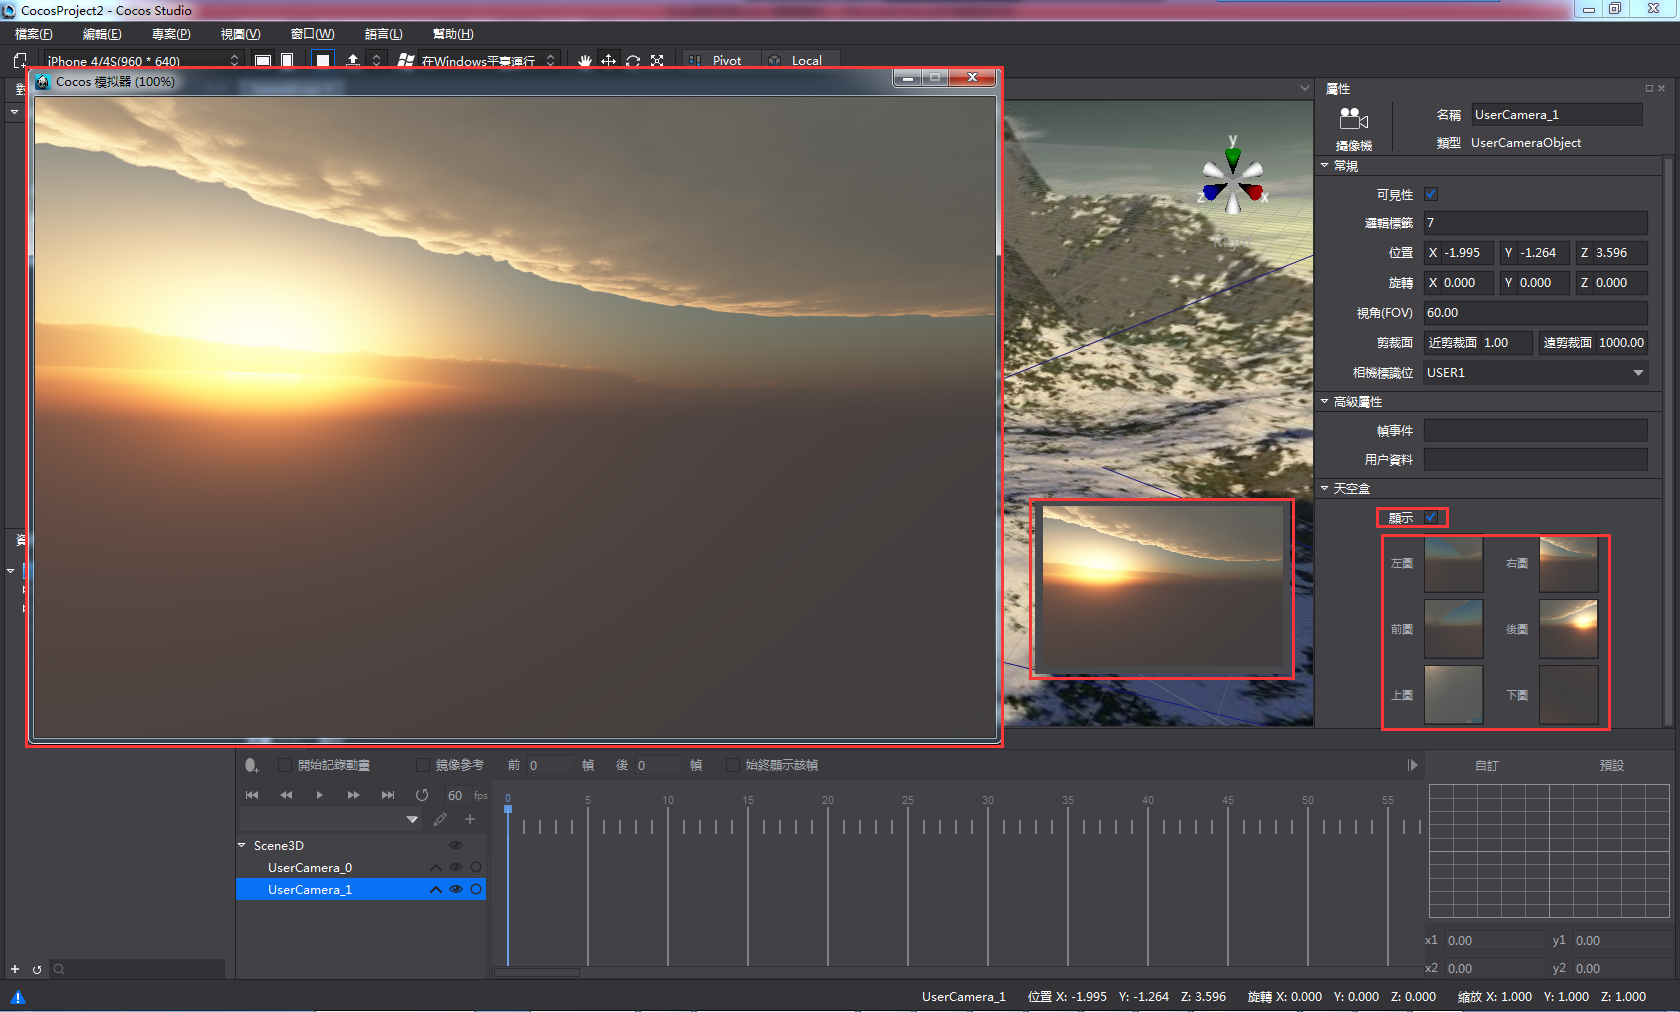 CocosProject2 - Cocos Studio
檔案(F) 編輯(E) 專案(P) 視圖(V) 窗口(W) 語言(L) 幫助(H)
iPhone 4/4S(960 * 640) 在Windows平臺運行 Pivot Local
Cocos 模拟器 (100%)
屬性
攝像機
名稱 UserCamera_1
類型 UserCameraObject
常規
可見性
邏輯標籤 7
位置 X -1.995 Y -1.264 Z 3.596
旋轉 X 0.000 Y 0.000 Z 0.000
視角(FOV) 60.00
剪裁面 近剪裁面 1.00 遠剪裁面 1000.00
相機標識位 USER1
高級屬性
幀事件
用户資料
天空盒
顯示
左圖 右圖
前圖 後圖
上圖 下圖
y
z x
開始記錄動畫 鏡像參考 前 0 幀 後 0 幀 始終顯示該幀
自訂 預設
60 fps
0 5 10 15 20 25 30 35 40 45 50 55
Scene3D
UserCamera_0
UserCamera_1
x1 0.00 y1 0.00
x2 0.00 y2 0.00
UserCamera_1 位置 X: -1.995 Y: -1.264 Z: 3.596 旋轉 X: 0.000 Y: 0.000 Z: 0.000 縮放 X: 1.000 Y: 1.000 Z: 1.000